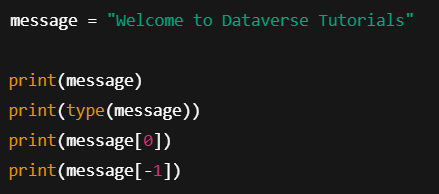 message = "Welcome to Dataverse Tutorials"
print(message)
print(type(message))
print(message[0])
print(message[-1])